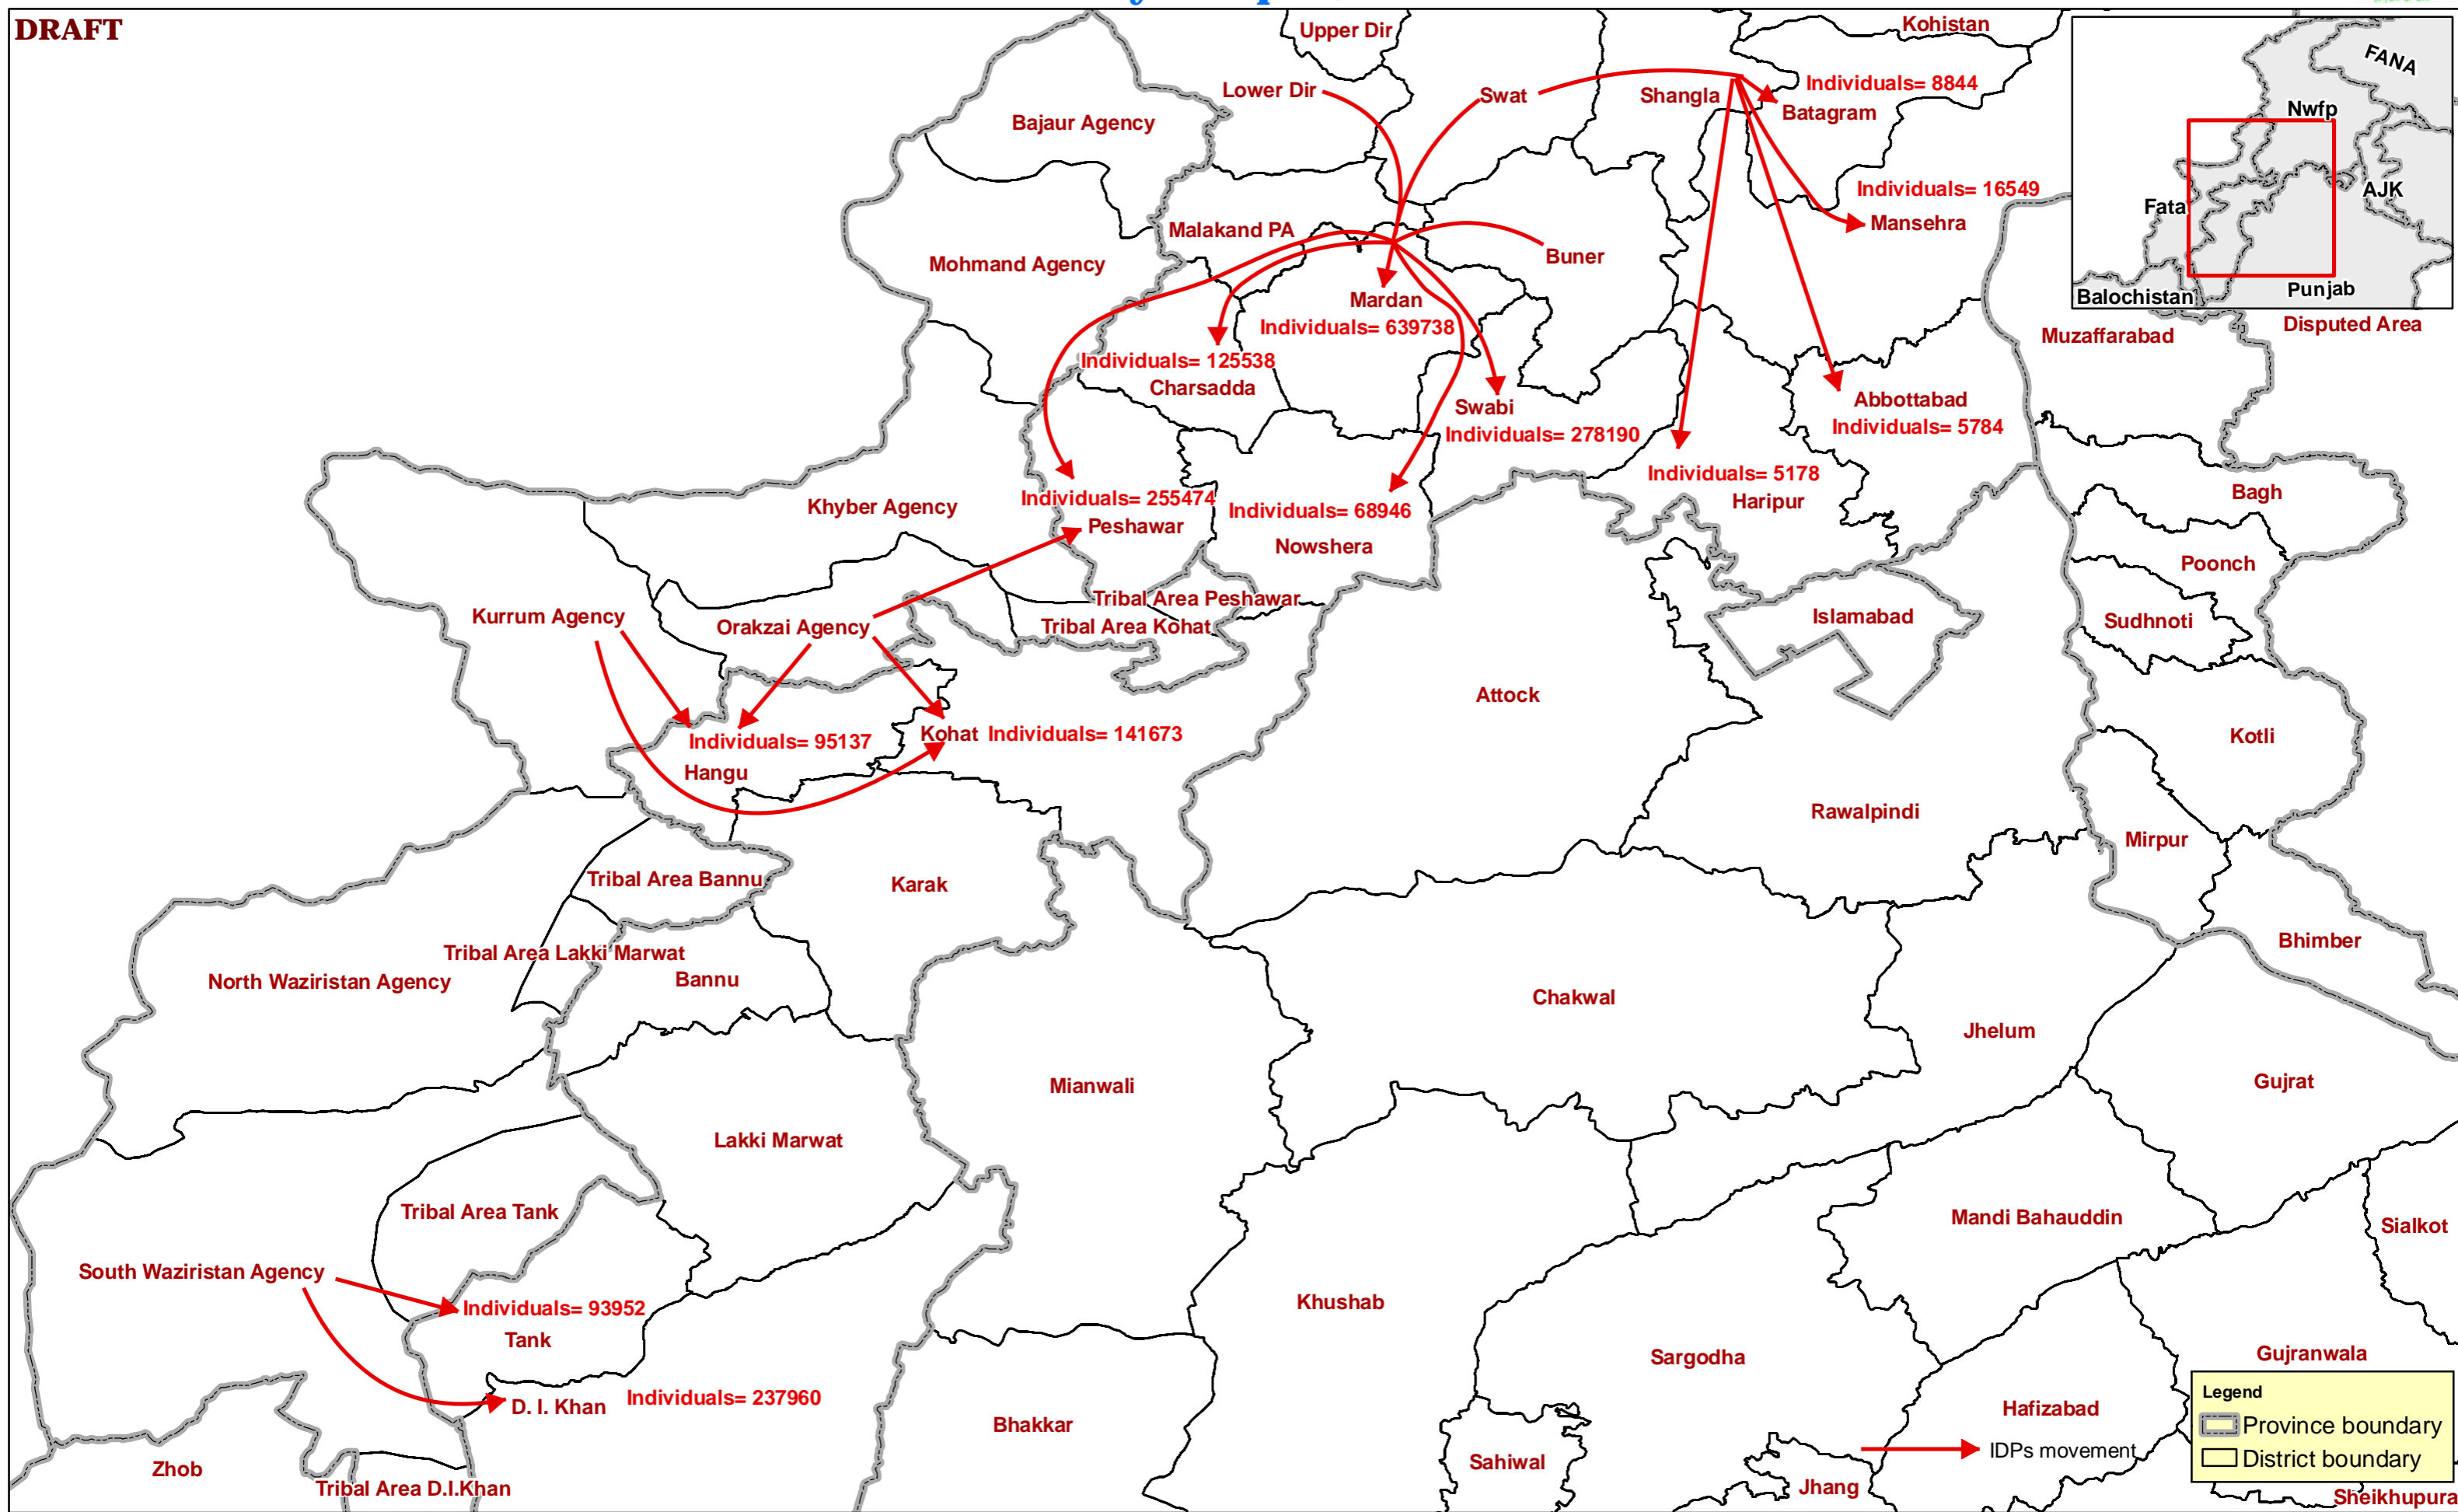 DRAFT
Upper Dir
Kohistan
Lower Dir
Swat
Shangla
Individuals= 8844
Batagram
Bajaur Agency
Individuals= 16549
Mansehra
Malakand PA
Buner
Mohmand Agency
Mardan
Individuals= 639738
Individuals= 125538
Charsadda
Swabi
Individuals= 278190
Abbottabad
Individuals= 5784
Individuals= 5178
Haripur
FANA
Nwfp
AJK
Fata
Balochistan
Punjab
Disputed Area
Muzaffarabad
Bagh
Poonch
Sudhnoti
Kotli
Mirpur
Bhimber
Khyber Agency
Individuals= 255474
Peshawar
Individuals= 68946
Nowshera
Tribal Area Peshawar
Tribal Area Kohat
Kurrum Agency
Orakzai Agency
Islamabad
Attock
Individuals= 95137
Hangu
Kohat
Individuals= 141673
Rawalpindi
Tribal Area Bannu
Karak
Tribal Area Lakki Marwat
North Waziristan Agency
Bannu
Chakwal
Jhelum
Mianwali
Gujrat
Lakki Marwat
Tribal Area Tank
Mandi Bahauddin
Sialkot
South Waziristan Agency
Individuals= 93952
Tank
Khushab
Sargodha
Gujranwala
D. I. Khan
Individuals= 237960
Bhakkar
Hafizabad
Zhob
Tribal Area D.I.Khan
Sahiwal
Jhang
Sheikhupura
Legend
Province boundary
IDPs movement
District boundary